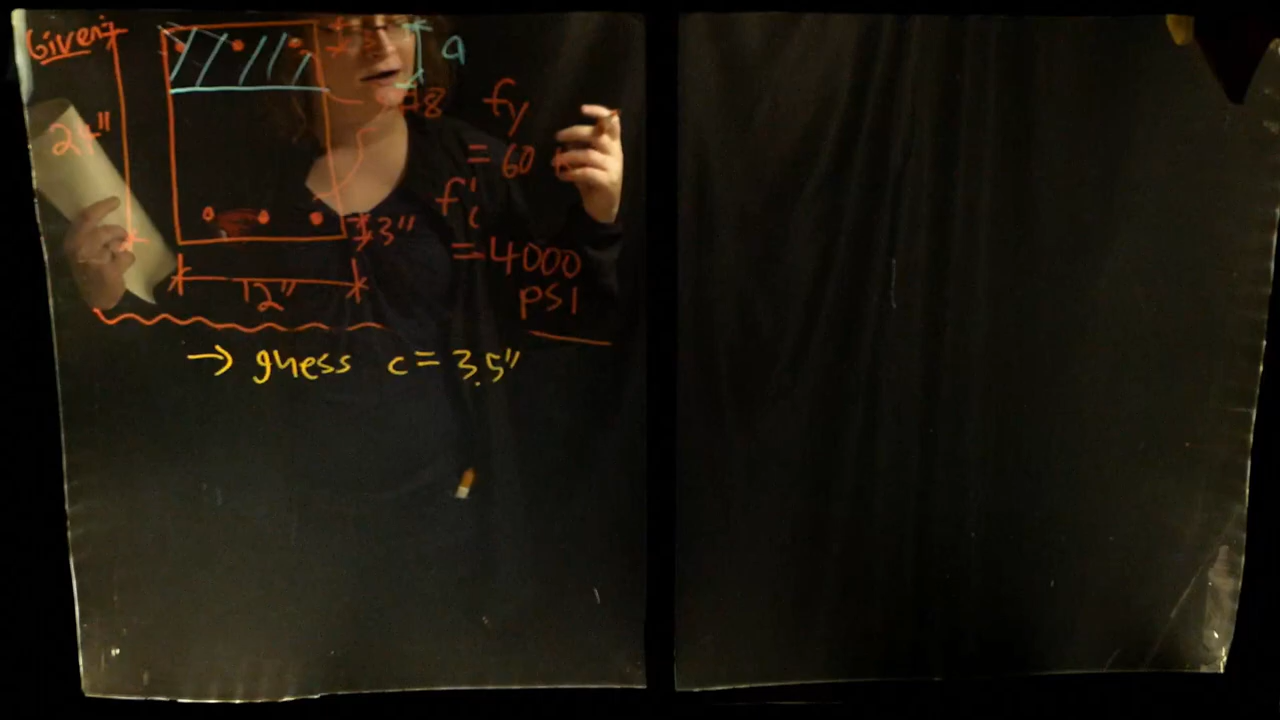 Given:
a
#8
24"
fy
= 60
f'c
3"
= 4000
psi
12"
→ guess c = 3.5"